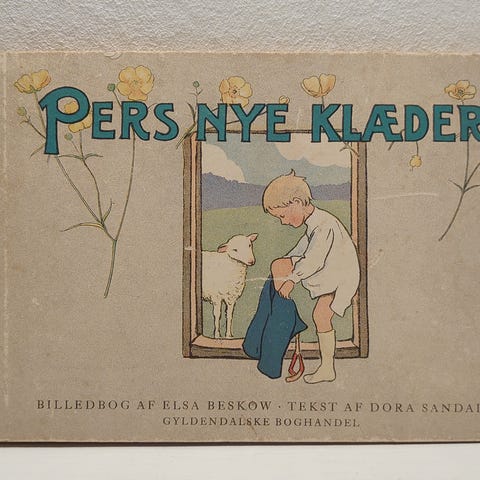 PERS NYE KLÆDER
BILLEDBOG AF ELSA BESKOW · TEKST AF DORA
GYLDENDALSKE BOGHANDEL